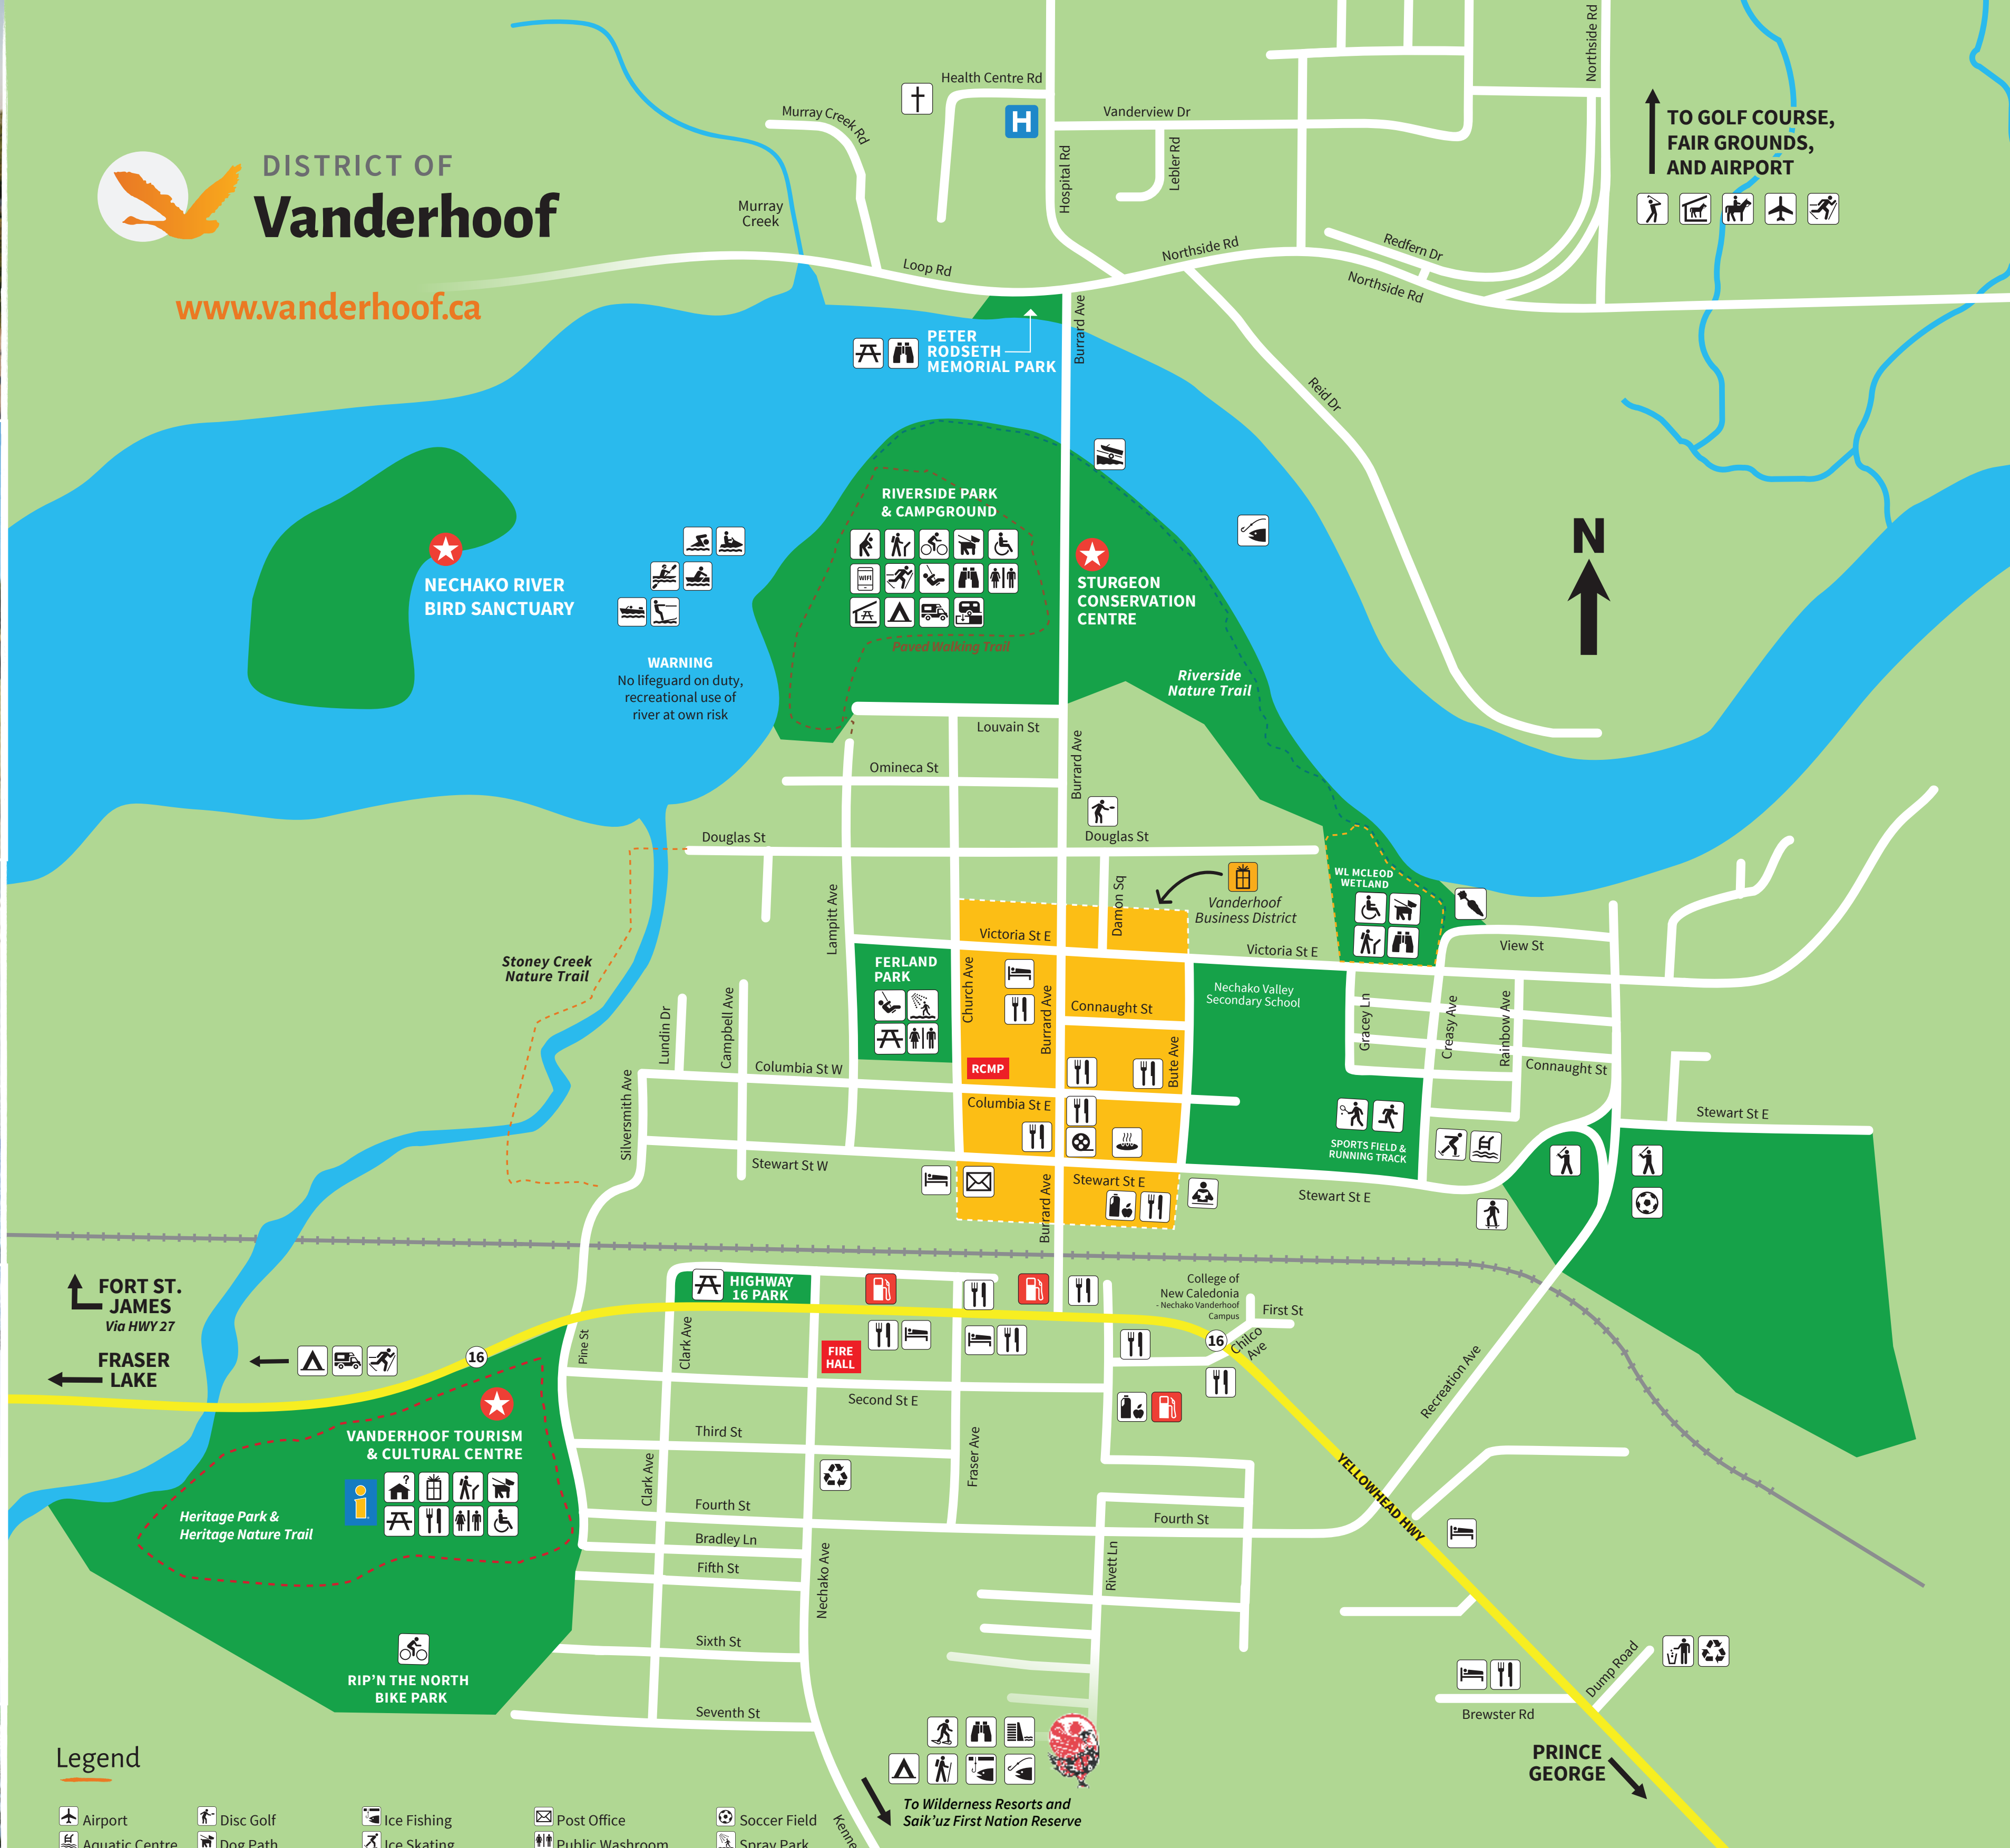 DISTRICT OF
Vanderhoof
www.vanderhoof.ca
Health Centre Rd
Murray Creek Rd
H
Vanderview Dr
Lebler Rd
Hospital Rd
Northside Rd
TO GOLF COURSE,
FAIR GROUNDS,
AND AIRPORT
Murray
Creek
Loop Rd
Northside Rd
Redfern Dr
Northside Rd
PETER
RODSETH
MEMORIAL PARK
Burrard Ave
Reid Dr
N
NECHAKO RIVER
BIRD SANCTUARY
WARNING
No lifeguard on duty,
recreational use of
river at own risk
RIVERSIDE PARK
& CAMPGROUND
WIFI
Paved Walking Trail
STURGEON
CONSERVATION
CENTRE
Riverside
Nature Trail
Louvain St
Omineca St
Burrard Ave
Douglas St
Douglas St
Damon Sq
Vanderhoof
Business District
WL MCLEOD
WETLAND
View St
Lampitt Ave
Victoria St E
Victoria St E
Stoney Creek
Nature Trail
FERLAND
PARK
Church Ave
Burrard Ave
Connaught St
Bute Ave
Nechako Valley
Secondary School
Gracey Ln
Creasy Ave
Rainbow Ave
Connaught St
Lundin Dr
Campbell Ave
Columbia St W
RCMP
Columbia St E
Silversmith Ave
Stewart St W
Stewart St E
Burrard Ave
SPORTS FIELD &
RUNNING TRACK
Stewart St E
Stewart St E
FORT ST.
JAMES
Via HWY 27
FRASER
LAKE
16
HIGHWAY
16 PARK
College of
New Caledonia
- Nechako Vanderhoof
Campus
First St
16
Chilco
Ave
Pine St
Clark Ave
FIRE
HALL
Second St E
Recreation Ave
VANDERHOOF TOURISM
& CULTURAL CENTRE
i
?
Heritage Park &
Heritage Nature Trail
Third St
Clark Ave
Fraser Ave
Fourth St
Fourth St
YELLOWHEAD HWY
Bradley Ln
Fifth St
Nechako Ave
Rivett Ln
Sixth St
RIP'N THE NORTH
BIKE PARK
Seventh St
Dump Road
Brewster Rd
PRINCE
GEORGE
To Wilderness Resorts and
Saik'uz First Nation Reserve
Legend
Airport
Disc Golf
Ice Fishing
Post Office
Soccer Field
Aquatic Centre
Dog Path
Ice Skating
Public Washroom
Spray Park